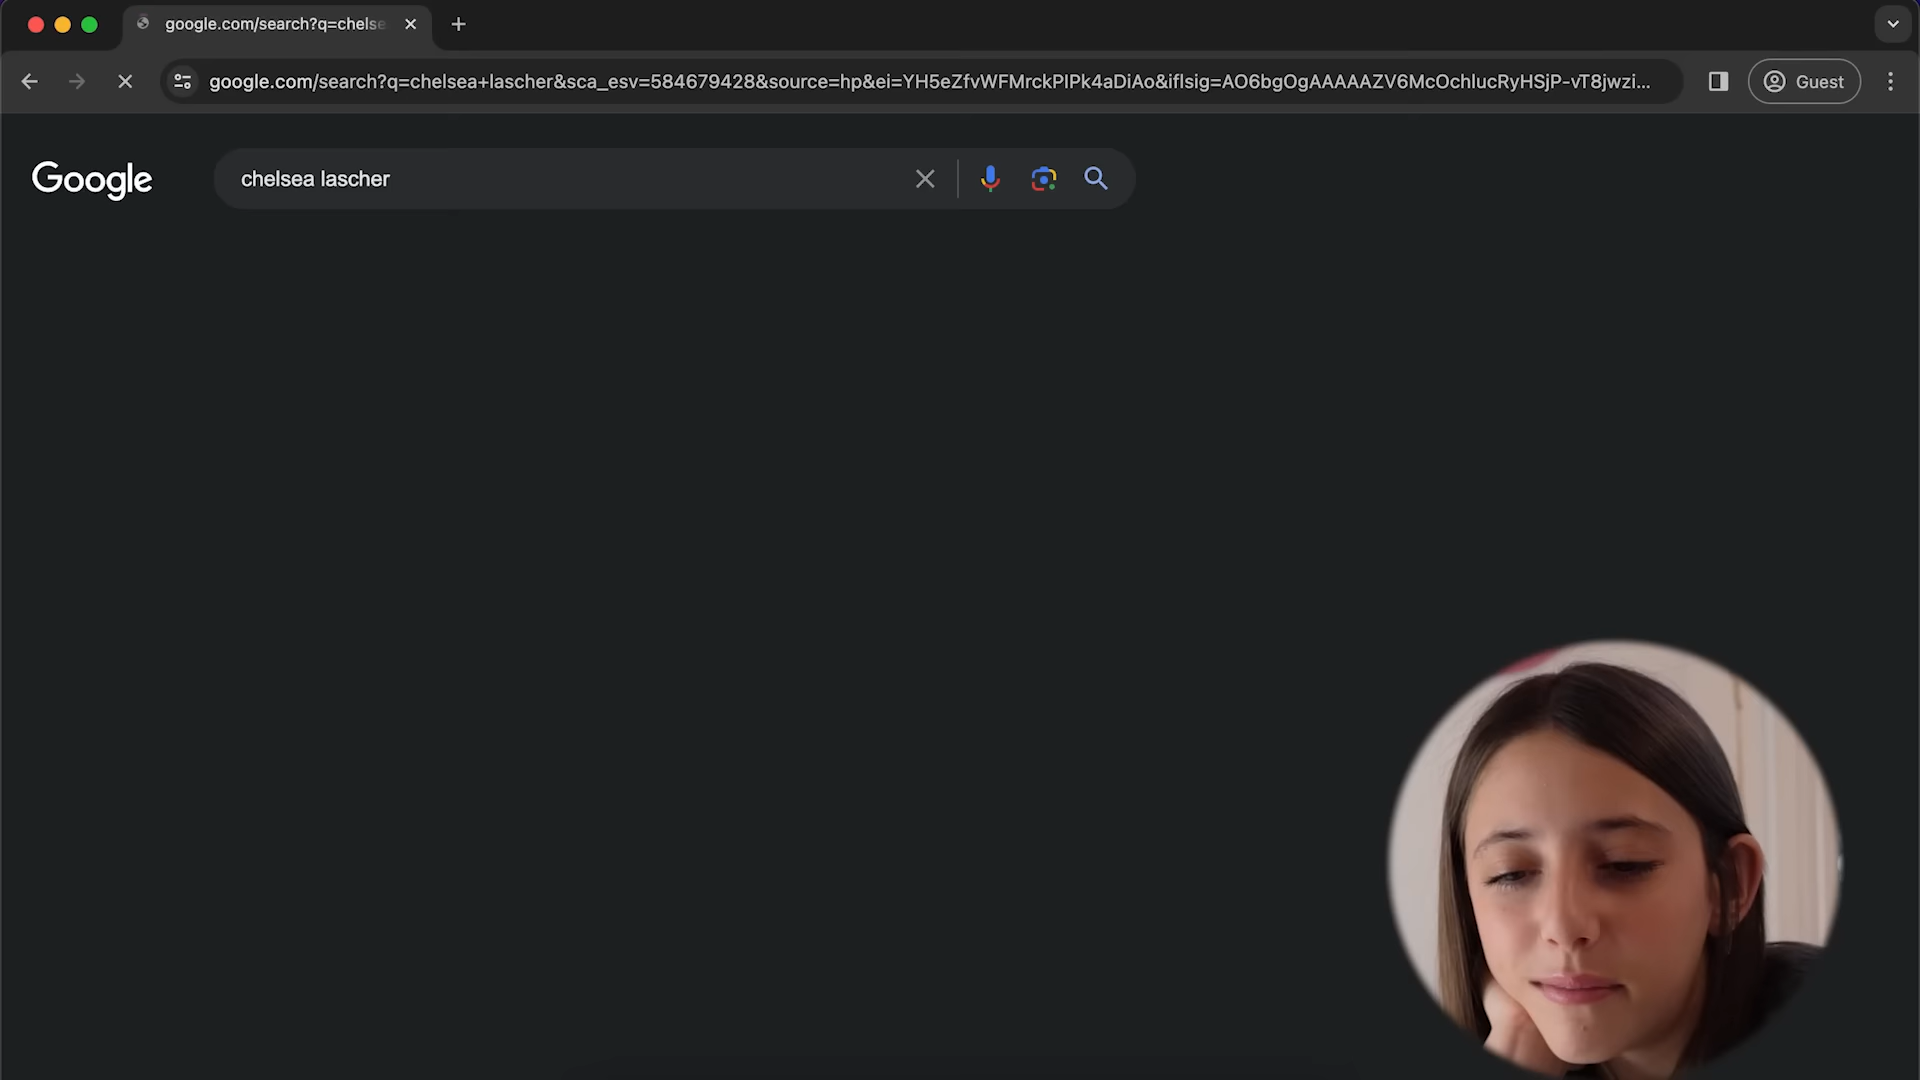 google.com/search?q=chelse
google.com/search?q=chelsea+lascher&sca_esv=584679428&source=hp&ei=YH5eZfvWFMrckPIPk4aDiAo&iflsig=AO6bgOgAAAAAZV6McOchlucRyHSjP-vT8jwzi...
Guest
Google
chelsea lascher